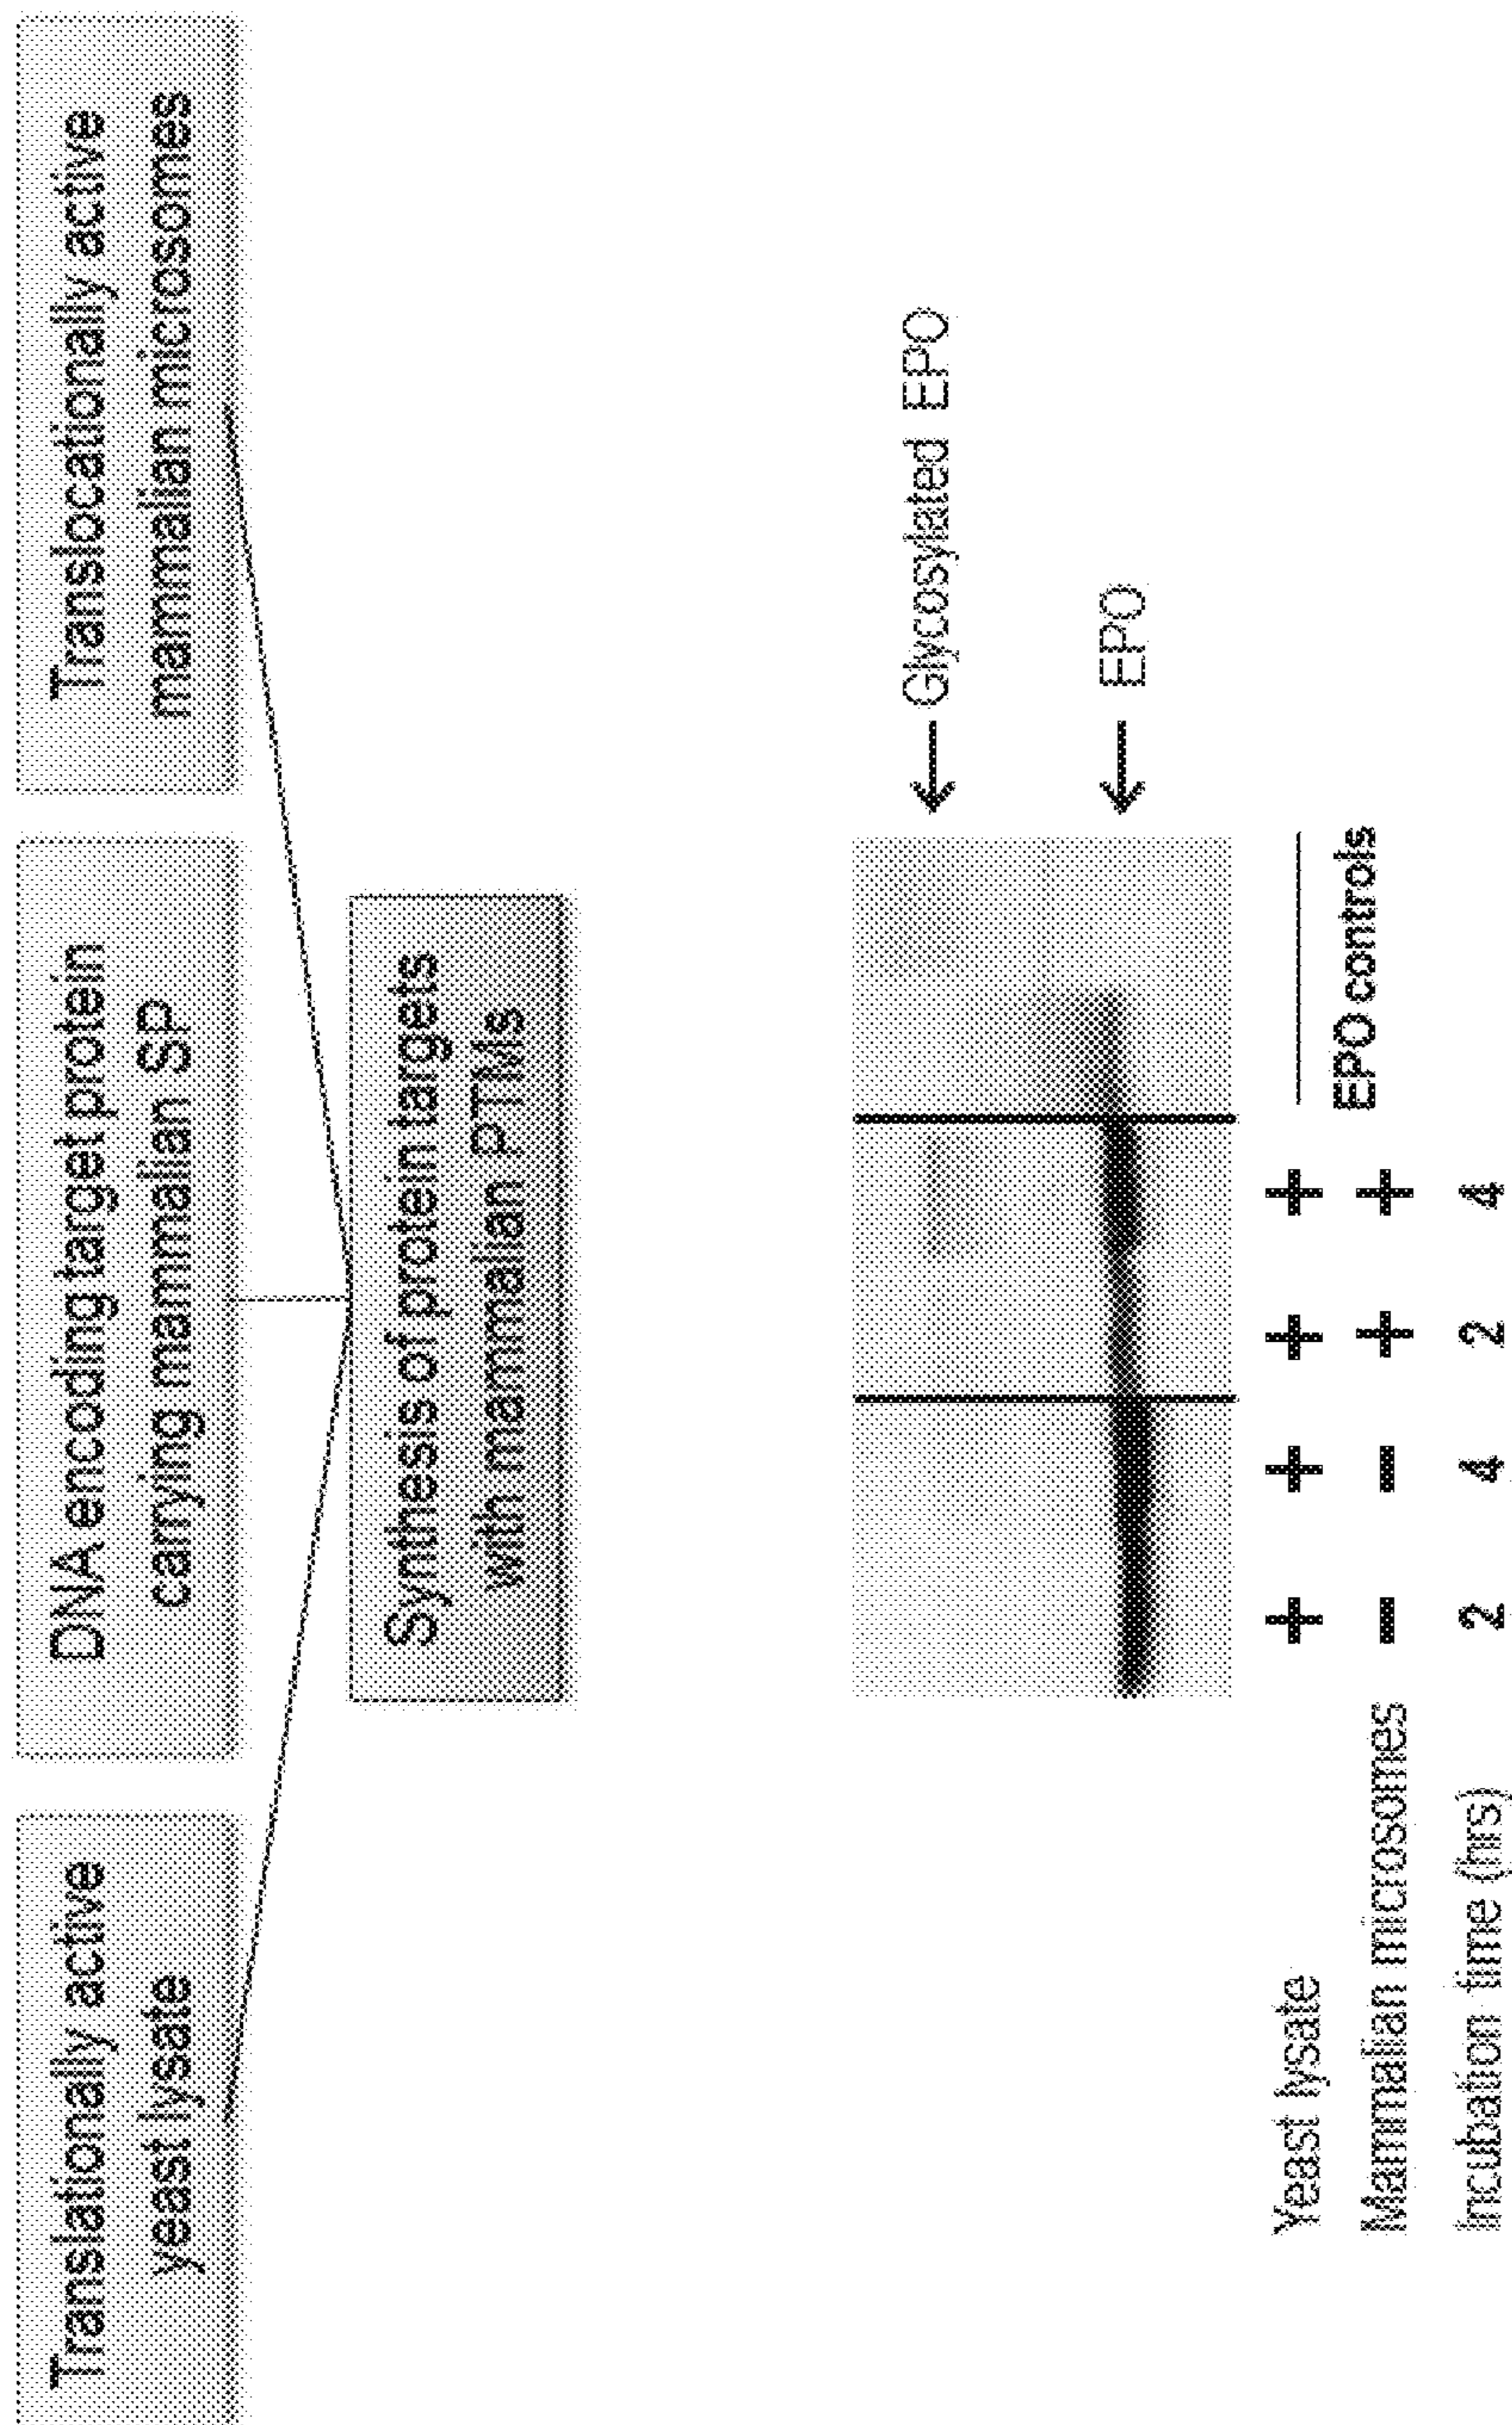 Translationally active
yeast lysate
DNA encoding target protein
carrying mammalian SP
Translocationally active
mammalian microsomes
Synthesis of protein targets
with mammalian PTMs
Glycosylated EPO
EPO
Yeast lysate + + + +
Mammalian microsomes − − + +
Incubation time (hrs) 2 4 2 4
EPO controls